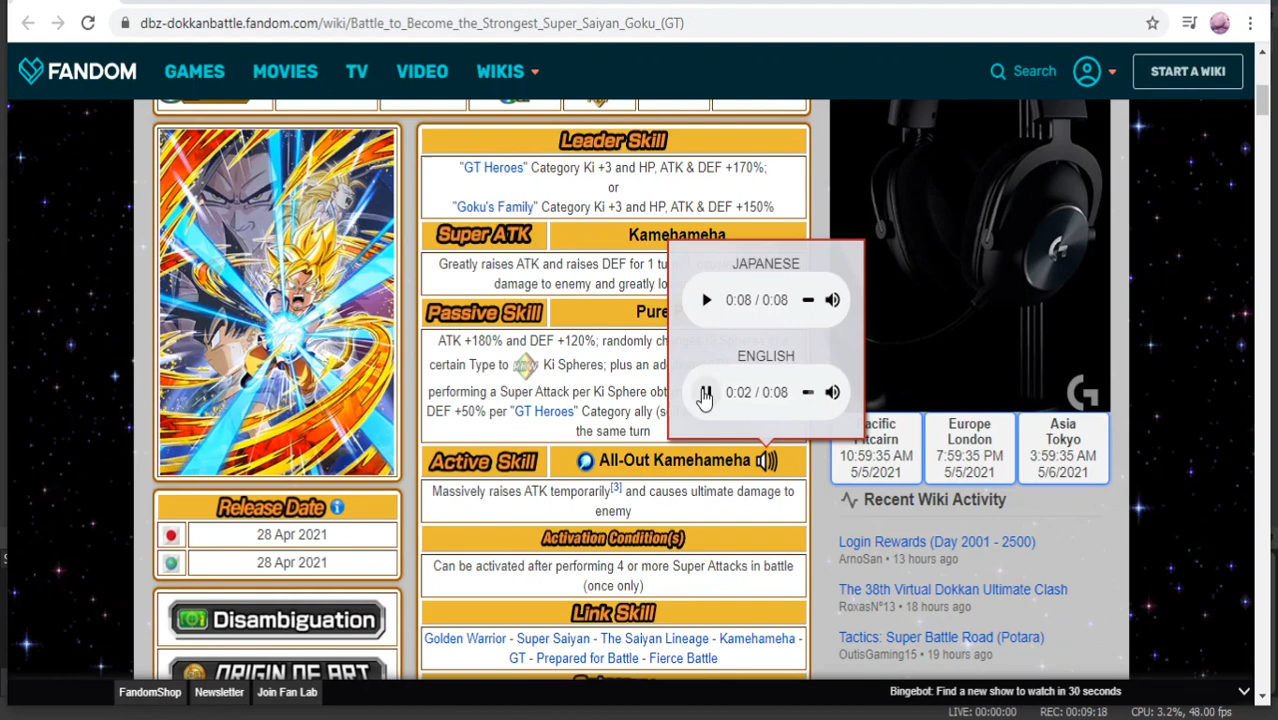 dbz-dokkanbattle.fandom.com/wiki/Battle_to_Become_the_Strongest_Super_Saiyan_Goku_(GT)
FANDOM
GAMES
MOVIES
TV
VIDEO
WIKIS
Search
START A WIKI
Leader Skill
"GT Heroes" Category Ki +3 and HP, ATK & DEF +170%;
or
"Goku's Family" Category Ki +3 and HP, ATK & DEF +150%
Super ATK
Kamehameha
Greatly raises ATK and raises DEF for 1
damage to enemy and greatly
Passive Skill
Pure
ATK +180% and DEF +120%; randomly
certain Type to Ki Spheres; plus an
performing a Super Attack per Ki Sphere
DEF +50% per "GT Heroes" Category ally
the same turn
JAPANESE
0:08 / 0:08
ENGLISH
0:02 / 0:08
Active Skill
All-Out Kamehameha
Massively raises ATK temporarily[3] and causes ultimate damage to
enemy
Activation Condition(s)
Can be activated after performing 4 or more Super Attacks in battle
(once only)
Link Skill
Golden Warrior - Super Saiyan - The Saiyan Lineage - Kamehameha -
GT - Prepared for Battle - Fierce Battle
Release Date
28 Apr 2021
28 Apr 2021
Disambiguation
ORIGIN OF ART
10:59:35 AM
5/5/2021
Europe
London
7:59:35 PM
5/5/2021
Asia
Tokyo
3:59:35 AM
5/6/2021
Recent Wiki Activity
Login Rewards (Day 2001 - 2500)
ArnoSan • 13 hours ago
The 38th Virtual Dokkan Ultimate Clash
RoxasN°13 • 18 hours ago
Tactics: Super Battle Road (Potara)
OutisGaming15 • 19 hours ago
FandomShop
Newsletter
Join Fan Lab
Bingebot: Find a new show to watch in 30 seconds
LIVE: 00:00:00
REC: 00:09:18
CPU: 3.2%, 48.00 fps